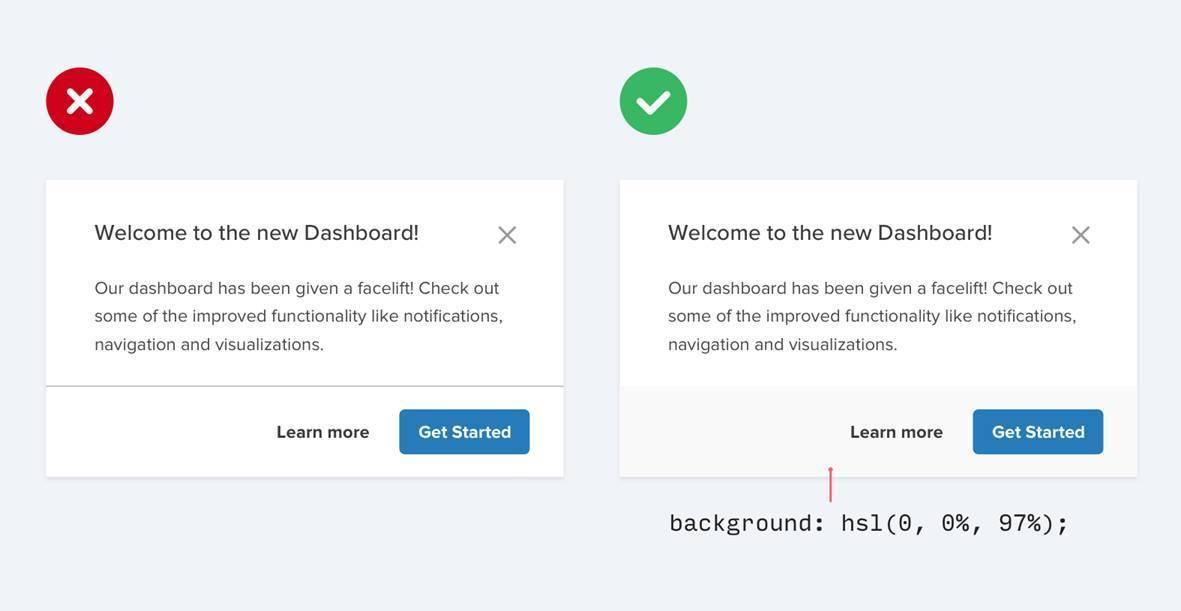 Welcome to the new Dashboard!
Our dashboard has been given a facelift! Check out
some of the improved functionality like notifications,
navigation and visualizations.
Learn more
Get Started
Welcome to the new Dashboard!
Our dashboard has been given a facelift! Check out
some of the improved functionality like notifications,
navigation and visualizations.
Learn more
Get Started
background: hsl(0, 0%, 97%);